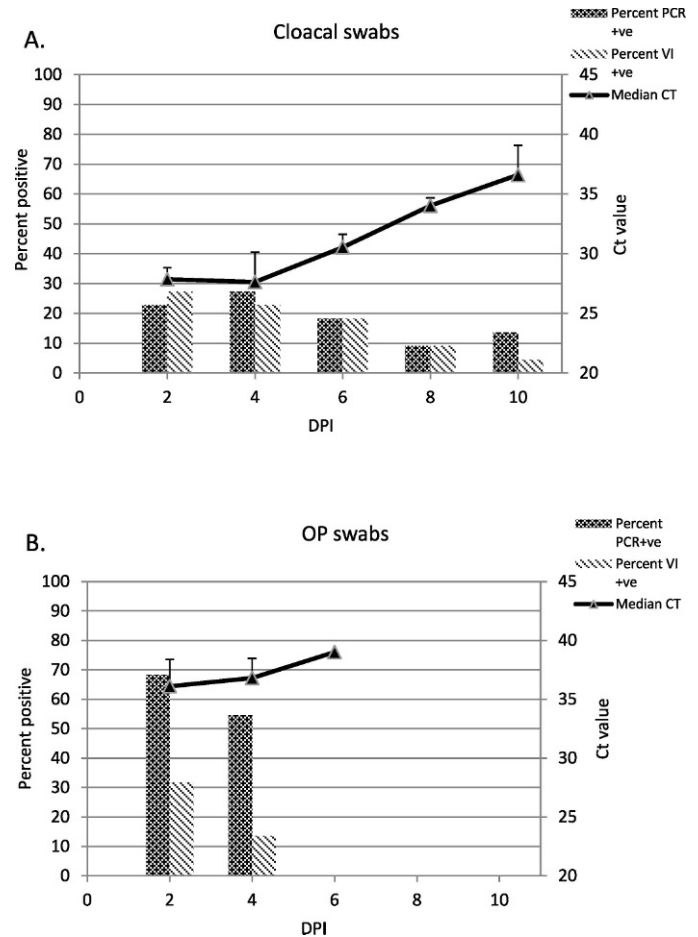 A.
Cloacal swabs
Percent PCR
+ve
Percent VI
+ve
Median CT
100
90
80
70
60
50
40
30
20
10
0
Percent positive
45
40
35
30
25
20
Ct value
0 2 4 6 8 10
DPI
B.
OP swabs
Percent
PCR+ve
Percent VI
+ve
Median CT
100
90
80
70
60
50
40
30
20
10
0
Percent positive
45
40
35
30
25
20
Ct value
0 2 4 6 8 10
DPI